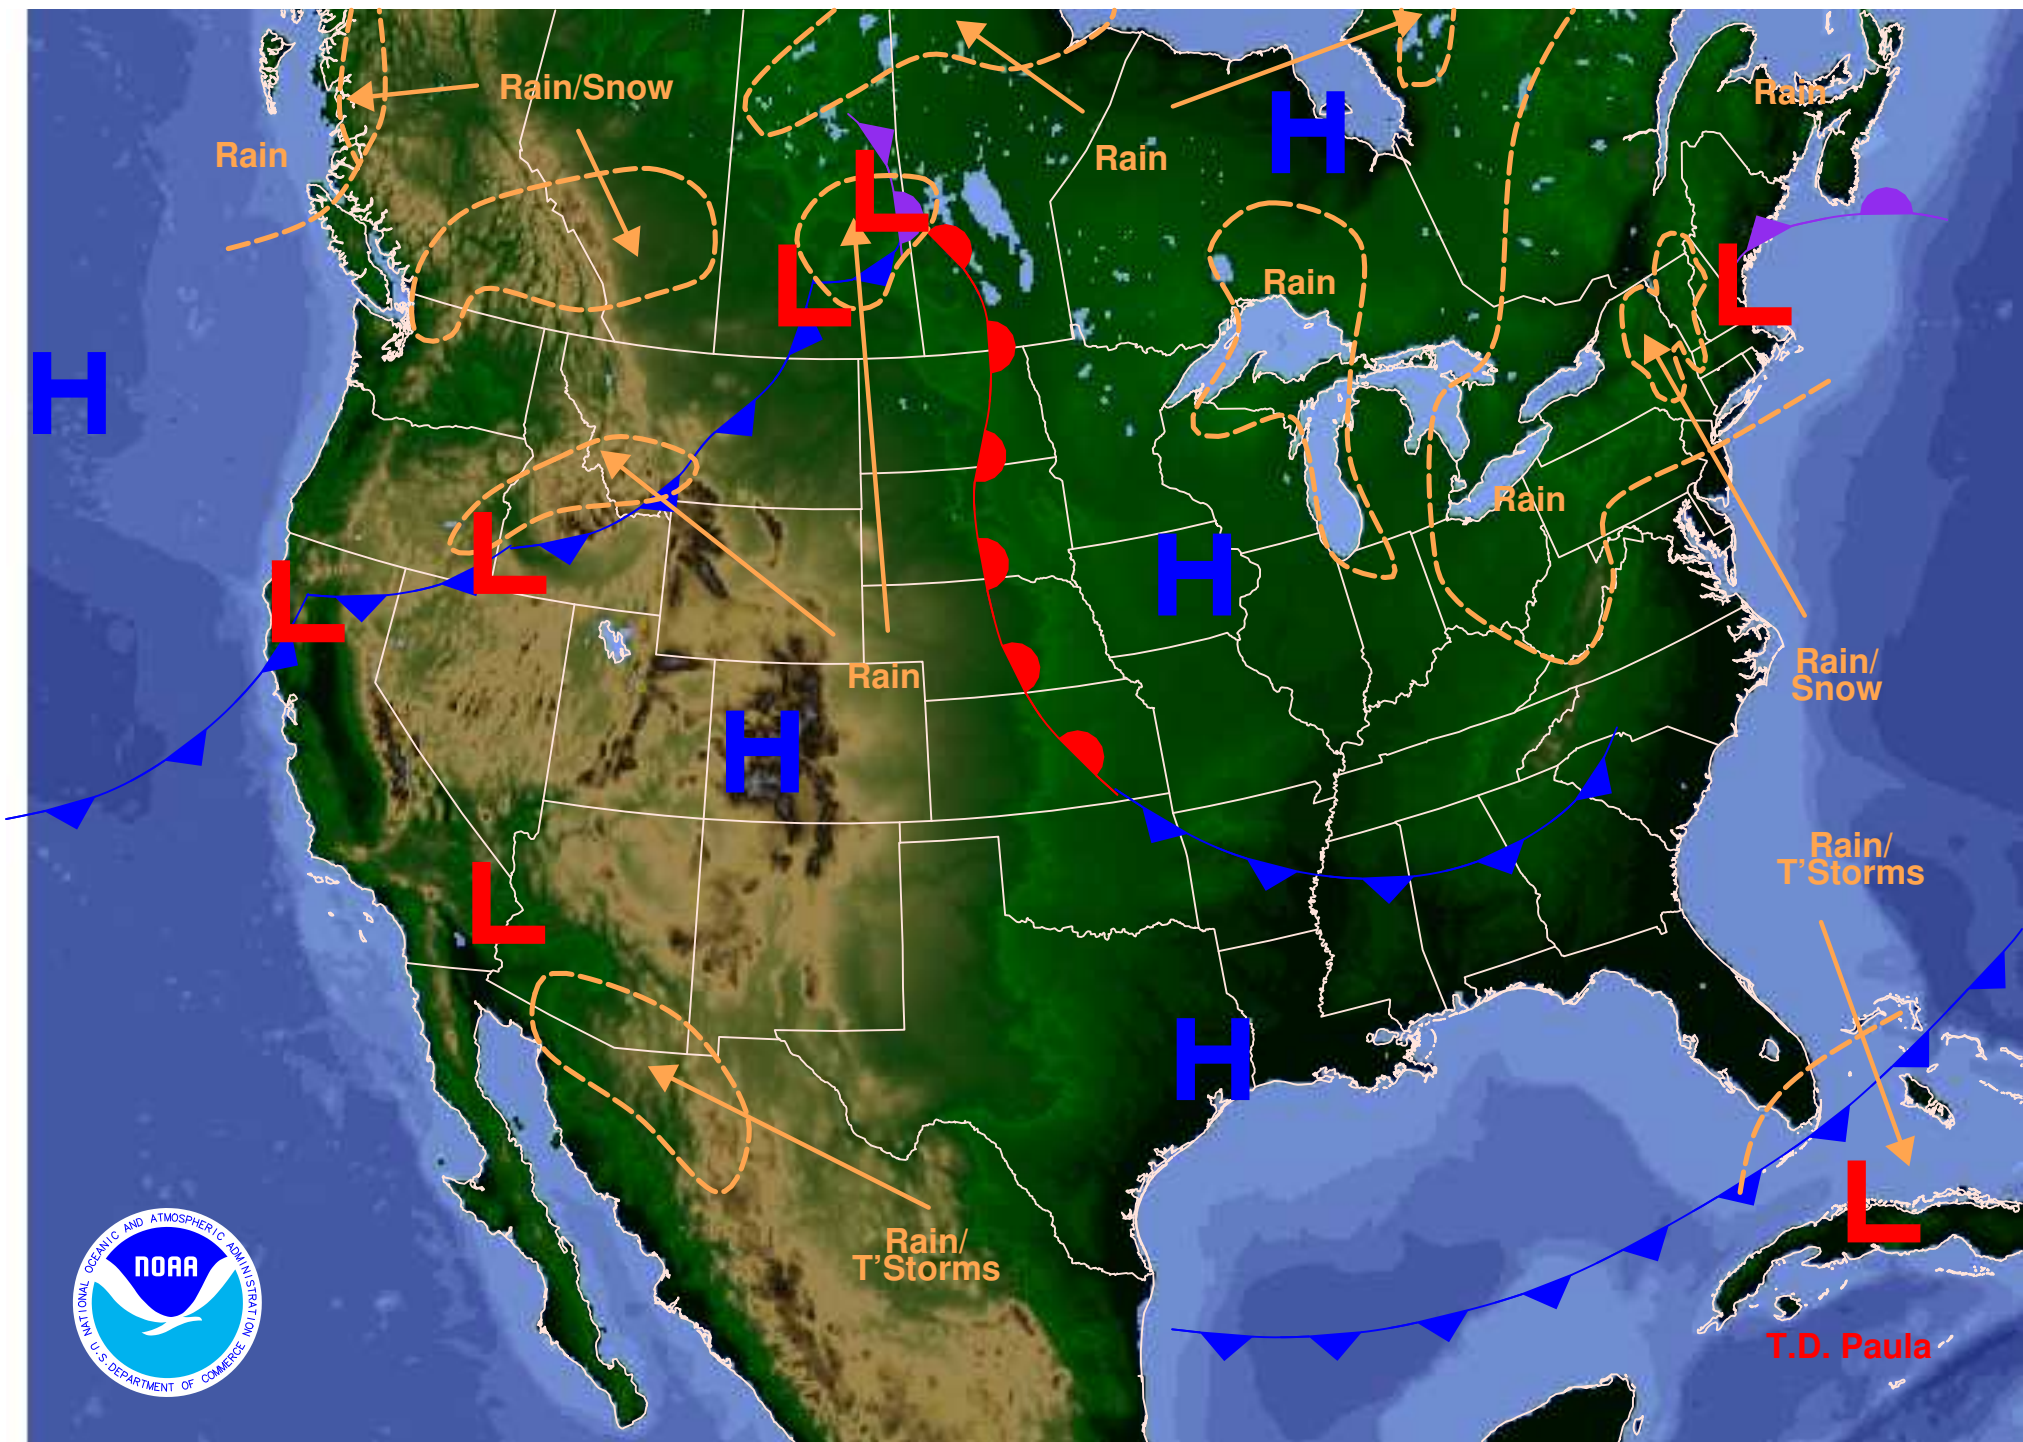 Rain/Snow
Rain
Rain
H
Rain
L
L
Rain
L
H
Rain
H
L
L
H
Rain
Rain/
Snow
Rain
H
L
Rain/
T'Storms
H
L
Rain/
T'Storms
T.D. Paula
NATIONAL OCEANIC AND ATMOSPHERIC ADMINISTRATION
NOAA
U.S. DEPARTMENT OF COMMERCE